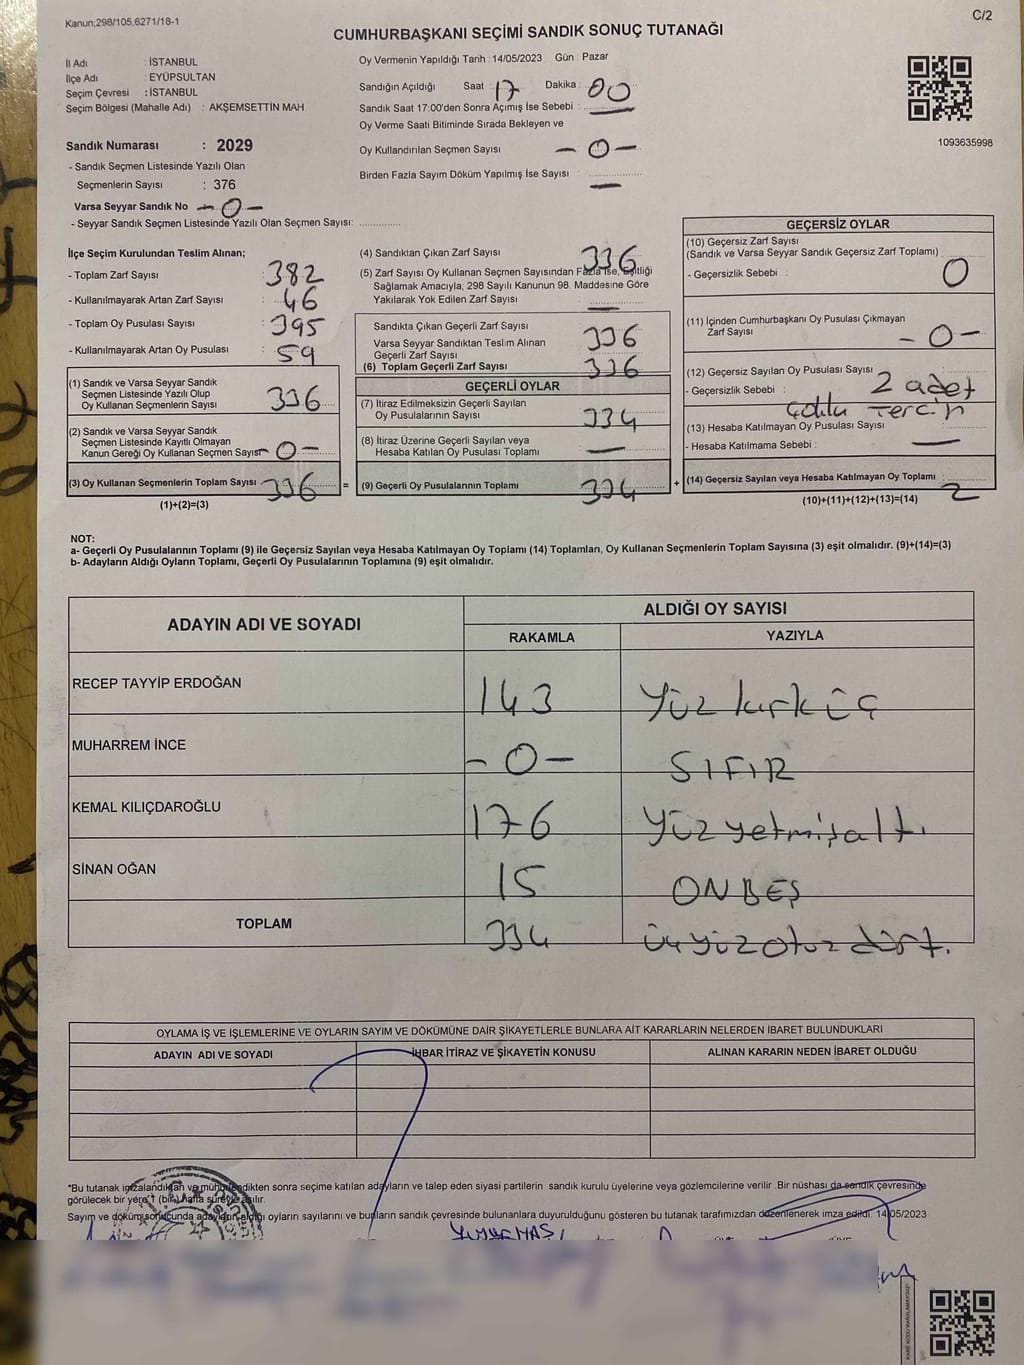 Kanun,298/105,6271/18-1
C/2
CUMHURBAŞKANI SEÇİMİ SANDIK SONUÇ TUTANAĞI
İl Adı : İSTANBUL
İlçe Adı : EYÜPSULTAN
Seçim Çevresi : İSTANBUL
Seçim Bölgesi (Mahalle Adı) : AKŞEMSETTİN MAH
Oy Vermenin Yapıldığı Tarih : 14/05/2023 Gün : Pazar
Sandığın Açıldığı Saat : 17 Dakika : 00
Sandık Saat 17:00'den Sonra Açımış İse Sebebi :
Oy Verme Saati Bitiminde Sırada Bekleyen ve
Oy Kullandırılan Seçmen Sayısı - 0 -
Birden Fazla Sayım Döküm Yapılmış İse Sayısı : —
1093635998
Sandık Numarası : 2029
- Sandık Seçmen Listesinde Yazılı Olan
Seçmenlerin Sayısı : 376
Varsa Seyyar Sandık No - 0 -
- Seyyar Sandık Seçmen Listesinde Yazılı Olan Seçmen Sayısı:
İlçe Seçim Kurulundan Teslim Alınan;
- Toplam Zarf Sayısı : 382
- Kullanılmayarak Artan Zarf Sayısı : 46
- Toplam Oy Pusulası Sayısı : 395
- Kullanılmayarak Artan Oy Pusulası : 59
(1) Sandık ve Varsa Seyyar Sandık
Seçmen Listesinde Yazılı Olup
Oy Kullanan Seçmenlerin Sayısı 336
(2) Sandık ve Varsa Seyyar Sandık
Seçmen Listesinde Kayıtlı Olmayan
Kanun Gereği Oy Kullanan Seçmen Sayısı - 0 -
(3) Oy Kullanan Seçmenlerin Toplam Sayısı 336
(1)+(2)=(3)
=
(4) Sandıktan Çıkan Zarf Sayısı 336
(5) Zarf Sayısı Oy Kullanan Seçmen Sayısından Fazla İse, Eşitliği
Sağlamak Amacıyla; 298 Sayılı Kanunun 98. Maddesine Göre
Yakılarak Yok Edilen Zarf Sayısı : —
Sandıkta Çıkan Geçerli Zarf Sayısı 336
Varsa Seyyar Sandıktan Teslim Alınan
Geçerli Zarf Sayısı
(6) Toplam Geçerli Zarf Sayısı 336
GEÇERLİ OYLAR
(7) İtiraz Edilmeksizin Geçerli Sayılan
Oy Pusulalarının Sayısı 334
(8) İtiraz Üzerine Geçerli Sayılan veya
Hesaba Katılan Oy Pusulası Toplamı —
(9) Geçerli Oy Pusulalarının Toplamı 334
+
GEÇERSİZ OYLAR
(10) Geçersiz Zarf Sayısı
(Sandık ve Varsa Seyyar Sandık Geçersiz Zarf Toplamı)
- Geçersizlik Sebebi : 0
(11) İçinden Cumhurbaşkanı Oy Pusulası Çıkmayan
Zarf Sayısı - 0 -
(12) Geçersiz Sayılan Oy Pusulası Sayısı
- Geçersizlik Sebebi : 2 adet
Tercih
(13) Hesaba Katılmayan Oy Pusulası Sayısı
- Hesaba Katılmama Sebebi : —
(14) Geçersiz Sayılan veya Hesaba Katılmayan Oy Toplamı : 2
(10)+(11)+(12)+(13)=(14)
NOT:
a- Geçerli Oy Pusulalarının Toplamı (9) ile Geçersiz Sayılan veya Hesaba Katılmayan Oy Toplamı (14) Toplamları, Oy Kullanan Seçmenlerin Toplam Sayısına (3) eşit olmalıdır. (9)+(14)=(3)
b- Adayların Aldığı Oyların Toplamı, Geçerli Oy Pusulalarının Toplamına (9) eşit olmalıdır.
ADAYIN ADI VE SOYADI
ALDIĞI OY SAYISI
RAKAMLA YAZIYLA
RECEP TAYYİP ERDOĞAN 143 Yüz kırk üç
MUHARREM İNCE - 0 - SIFIR
KEMAL KILIÇDAROĞLU 176 Yüz yetmiş altı
SİNAN OĞAN 15 ON BEŞ
TOPLAM 334 üç yüz otuz dört.
OYLAMA İŞ VE İŞLEMLERİNE VE OYLARIN SAYIM VE DÖKÜMÜNE DAİR ŞİKAYETLERLE BUNLARA AİT KARARLARIN NELERDEN İBARET BULUNDUKLARI
ADAYIN ADI VE SOYADI İHBAR İTİRAZ VE ŞİKAYETİN KONUSU ALINAN KARARIN NEDEN İBARET OLDUĞU
*Bu tutanak imzalandıktan ve mühürlendikten sonra seçime katılan adayların ve talep eden siyasi partilerin sandık kurulu üyelerine veya gözlemcilerine verilir .Bir nüshası da sandık çevresinde
görülecek bir yere 1 (bir) hafta süreyle asılır.
Sayım ve döküm sonucunda adayların aldığı oyların sayılarını ve bunların sandık çevresinde bulunanlara duyurulduğunu gösteren bu tutanak tarafımızdan düzenlenerek imza edildi. 14/05/2023